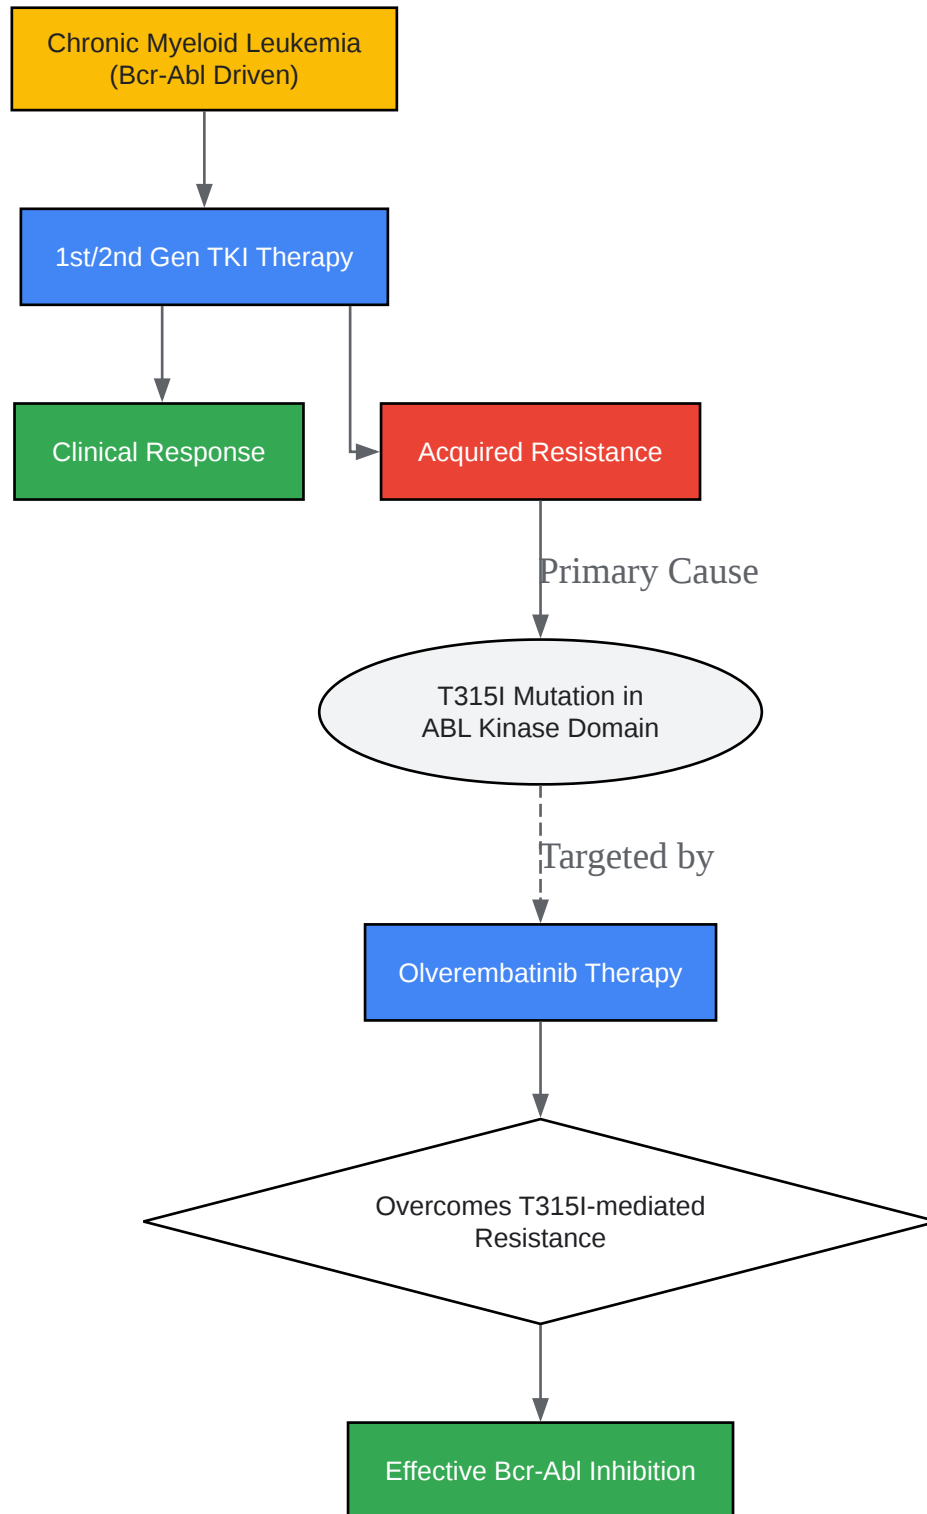 Chronic Myeloid Leukemia
(Bcr-Abl Driven)
1st/2nd Gen TKI Therapy
Clinical Response
Acquired Resistance
Primary Cause
T315I Mutation in
ABL Kinase Domain
Targeted by
Olverembatinib Therapy
Overcomes T315I-mediated
Resistance
Effective Bcr-Abl Inhibition